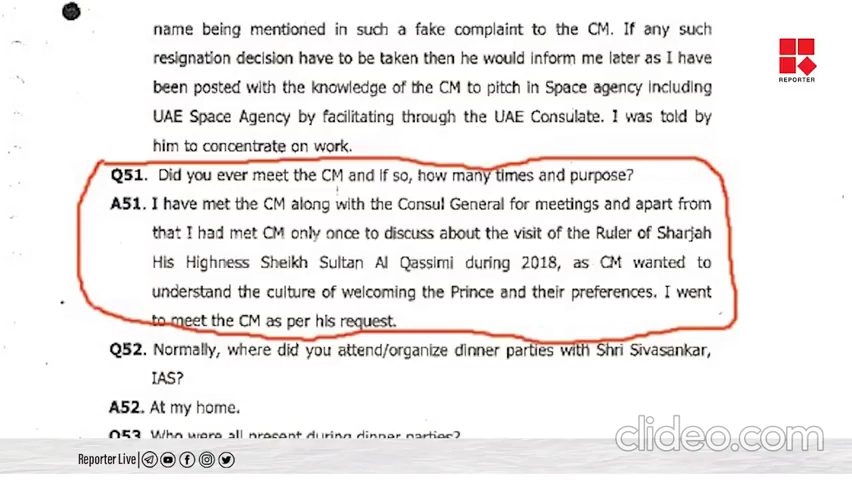 name being mentioned in such a fake complaint to the CM. If any such
resignation decision have to be taken then he would inform me later as I have
been posted with the knowledge of the CM to pitch in Space agency including
UAE Space Agency by facilitating through the UAE Consulate. I was told by
him to concentrate on work.
Q51. Did you ever meet the CM and if so, how many times and purpose?
A51. I have met the CM along with the Consul General for meetings and apart from
that I had met CM only once to discuss about the visit of the Ruler of Sharjah
His Highness Sheikh Sultan Al Qassimi during 2018, as CM wanted to
understand the culture of welcoming the Prince and their preferences. I went
to meet the CM as per his request.
Q52. Normally, where did you attend/organize dinner parties with Shri Sivasankar,
IAS?
A52. At my home.
Q53. Who were all present during dinner parties?
REPORTER
clideo.com
Reporter Live